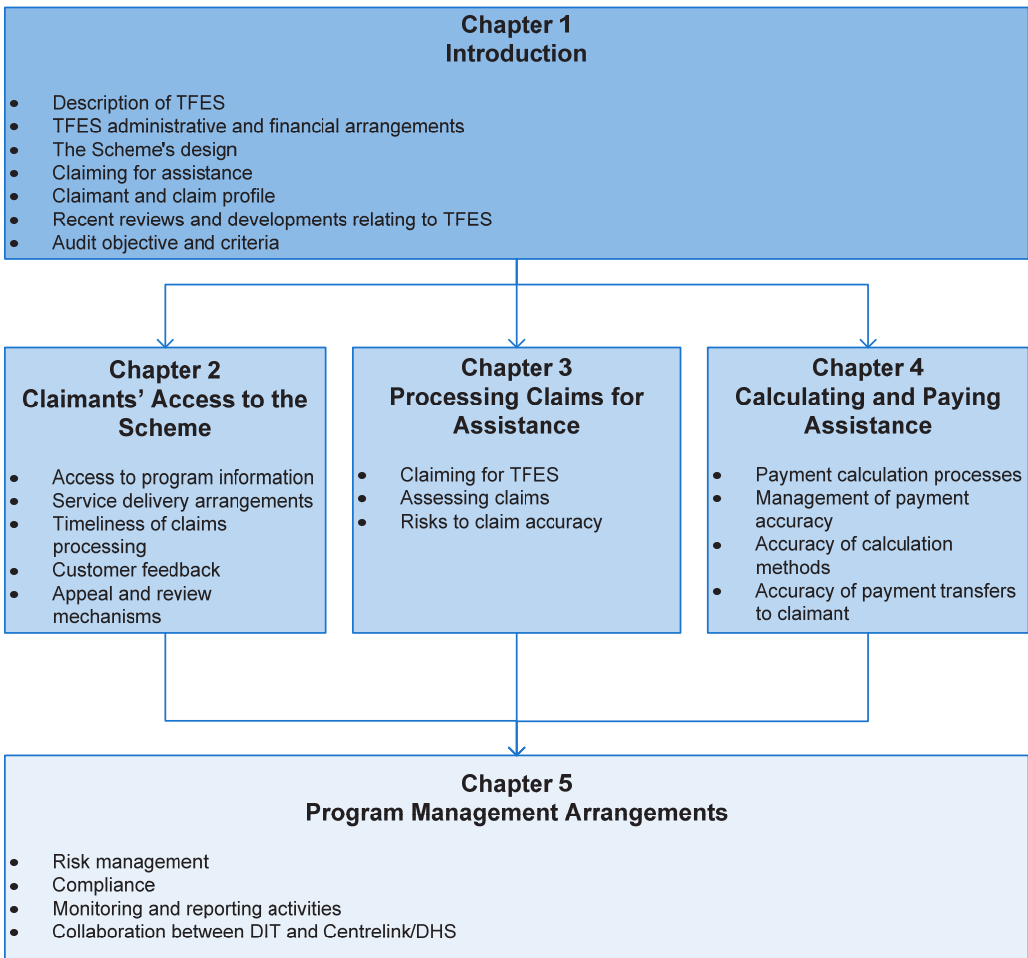 Chapter 1
Introduction
• Description of TFES
• TFES administrative and financial arrangements
• The Scheme's design
• Claiming for assistance
• Claimant and claim profile
• Recent reviews and developments relating to TFES
• Audit objective and criteria
Chapter 2
Claimants’ Access to the
Scheme
• Access to program information
• Service delivery arrangements
• Timeliness of claims
processing
• Customer feedback
• Appeal and review
mechanisms
Chapter 3
Processing Claims for
Assistance
• Claiming for TFES
• Assessing claims
• Risks to claim accuracy
Chapter 4
Calculating and Paying
Assistance
• Payment calculation processes
• Management of payment
accuracy
• Accuracy of calculation
methods
• Accuracy of payment transfers
to claimant
Chapter 5
Program Management Arrangements
• Risk management
• Compliance
• Monitoring and reporting activities
• Collaboration between DIT and Centrelink/DHS